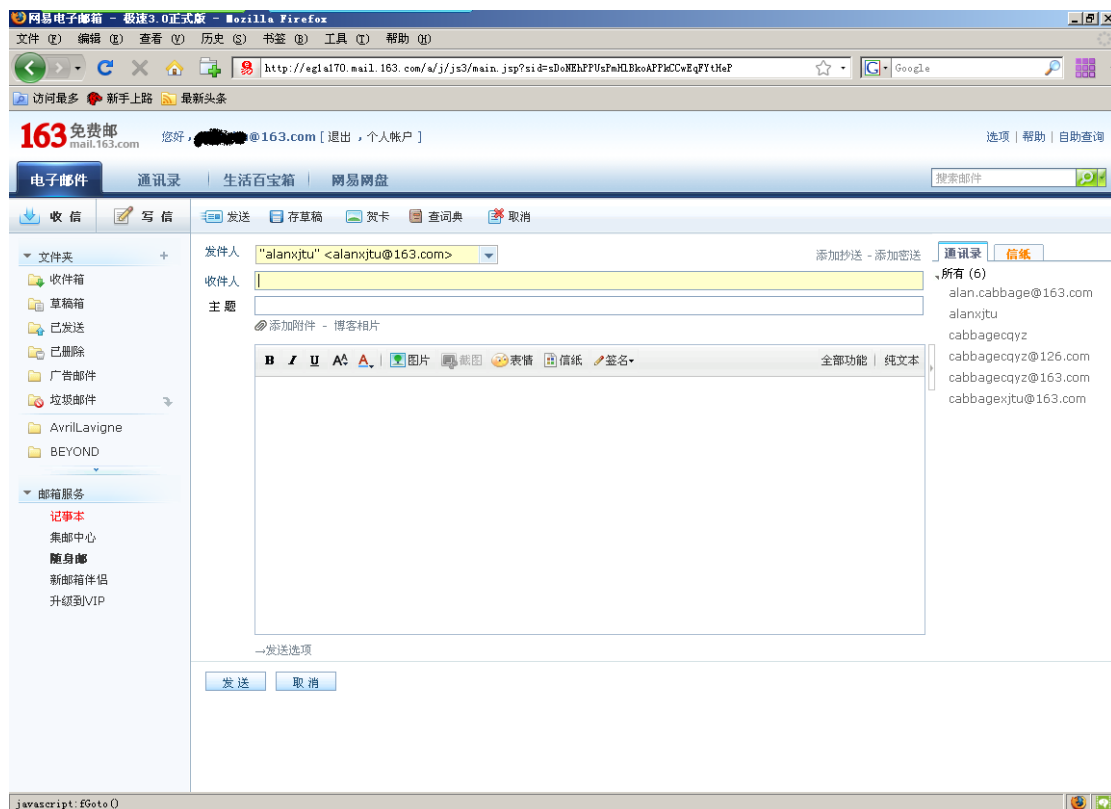 网易电子邮箱 - 极速3.0正式版 - Mozilla Firefox
文件(F) 编辑(E) 查看(V) 历史(S) 书签(B) 工具(T) 帮助(H)
Google
访问最多 新手上路 最新头条
163 免费邮 mail.163.com 您好, @163.com [ 退出 , 个人帐户 ] 选项 | 帮助 | 自助查询
电子邮件 通讯录 生活百宝箱 网易网盘 搜索邮件
收 信 写 信 发送 存草稿 贺卡 查词典 取消
文件夹 +
收件箱
草稿箱
已发送
已删除
广告邮件
垃圾邮件
AvrilLavigne
BEYOND
邮箱服务
记事本
集邮中心
随身邮
新邮箱伴侣
升级到VIP
发件人 "alanxjtu" <alanxjtu@163.com> 添加抄送 - 添加密送
收件人
主 题
添加附件 - 博客相片
B I U A A 图片 截图 表情 信纸 签名 全部功能 | 纯文本
→发送选项
发 送 取 消
通讯录 信纸
所有 (6)
alan.cabbage@163.com
alanxjtu
cabbagecqyz
cabbagecqyz@126.com
cabbagecqyz@163.com
cabbagexjtu@163.com
javascript:fGoto()